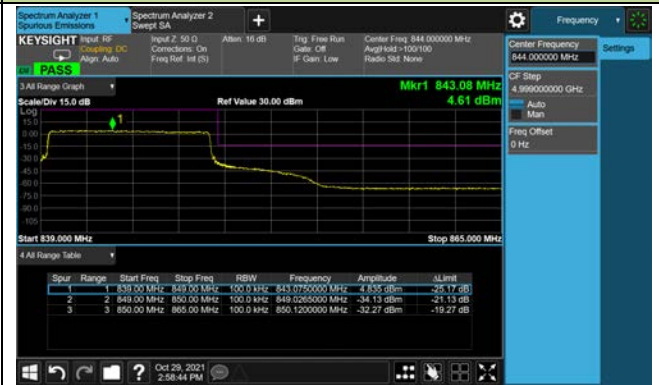 Spectrum Analyzer 1
Spurious Emissions
Spectrum Analyzer 2
Swept SA
Frequency
KEYSIGHT
Input: RF
Coupling: DC
Align: Auto
Input Z: 50 Ω
Corrections: On
Freq Ref: Int (S)
Atten: 16 dB
Trig: Free Run
Gate: Off
IF Gain: Low
Center Freq: 844.000000 MHz
Avg|Hold:>100/100
Radio Std: None
PASS
Center Frequency
844.000000 MHz
Settings
CF Step
4.999000000 GHz
Auto
Man
Freq Offset
0 Hz
3 All Range Graph
Mkr1 843.08 MHz
Scale/Div 15.0 dB
Ref Value 30.00 dBm
4.61 dBm
Log
15.0
0.00
-15.0
-30.0
-45.0
-60.0
-75.0
-90.0
-105
1
Start 839.000 MHz
Stop 865.000 MHz
4 All Range Table
Spur Range Start Freq Stop Freq RBW Frequency Amplitude ΔLimit
1 1 839.00 MHz 849.00 MHz 100.0 kHz 843.0750000 MHz 4.835 dBm -25.17 dB
2 2 849.00 MHz 850.00 MHz 100.0 kHz 849.0265000 MHz -34.13 dBm -21.13 dB
3 3 850.00 MHz 865.00 MHz 100.0 kHz 850.1200000 MHz -32.27 dBm -19.27 dB
Oct 29, 2021
2:58:44 PM